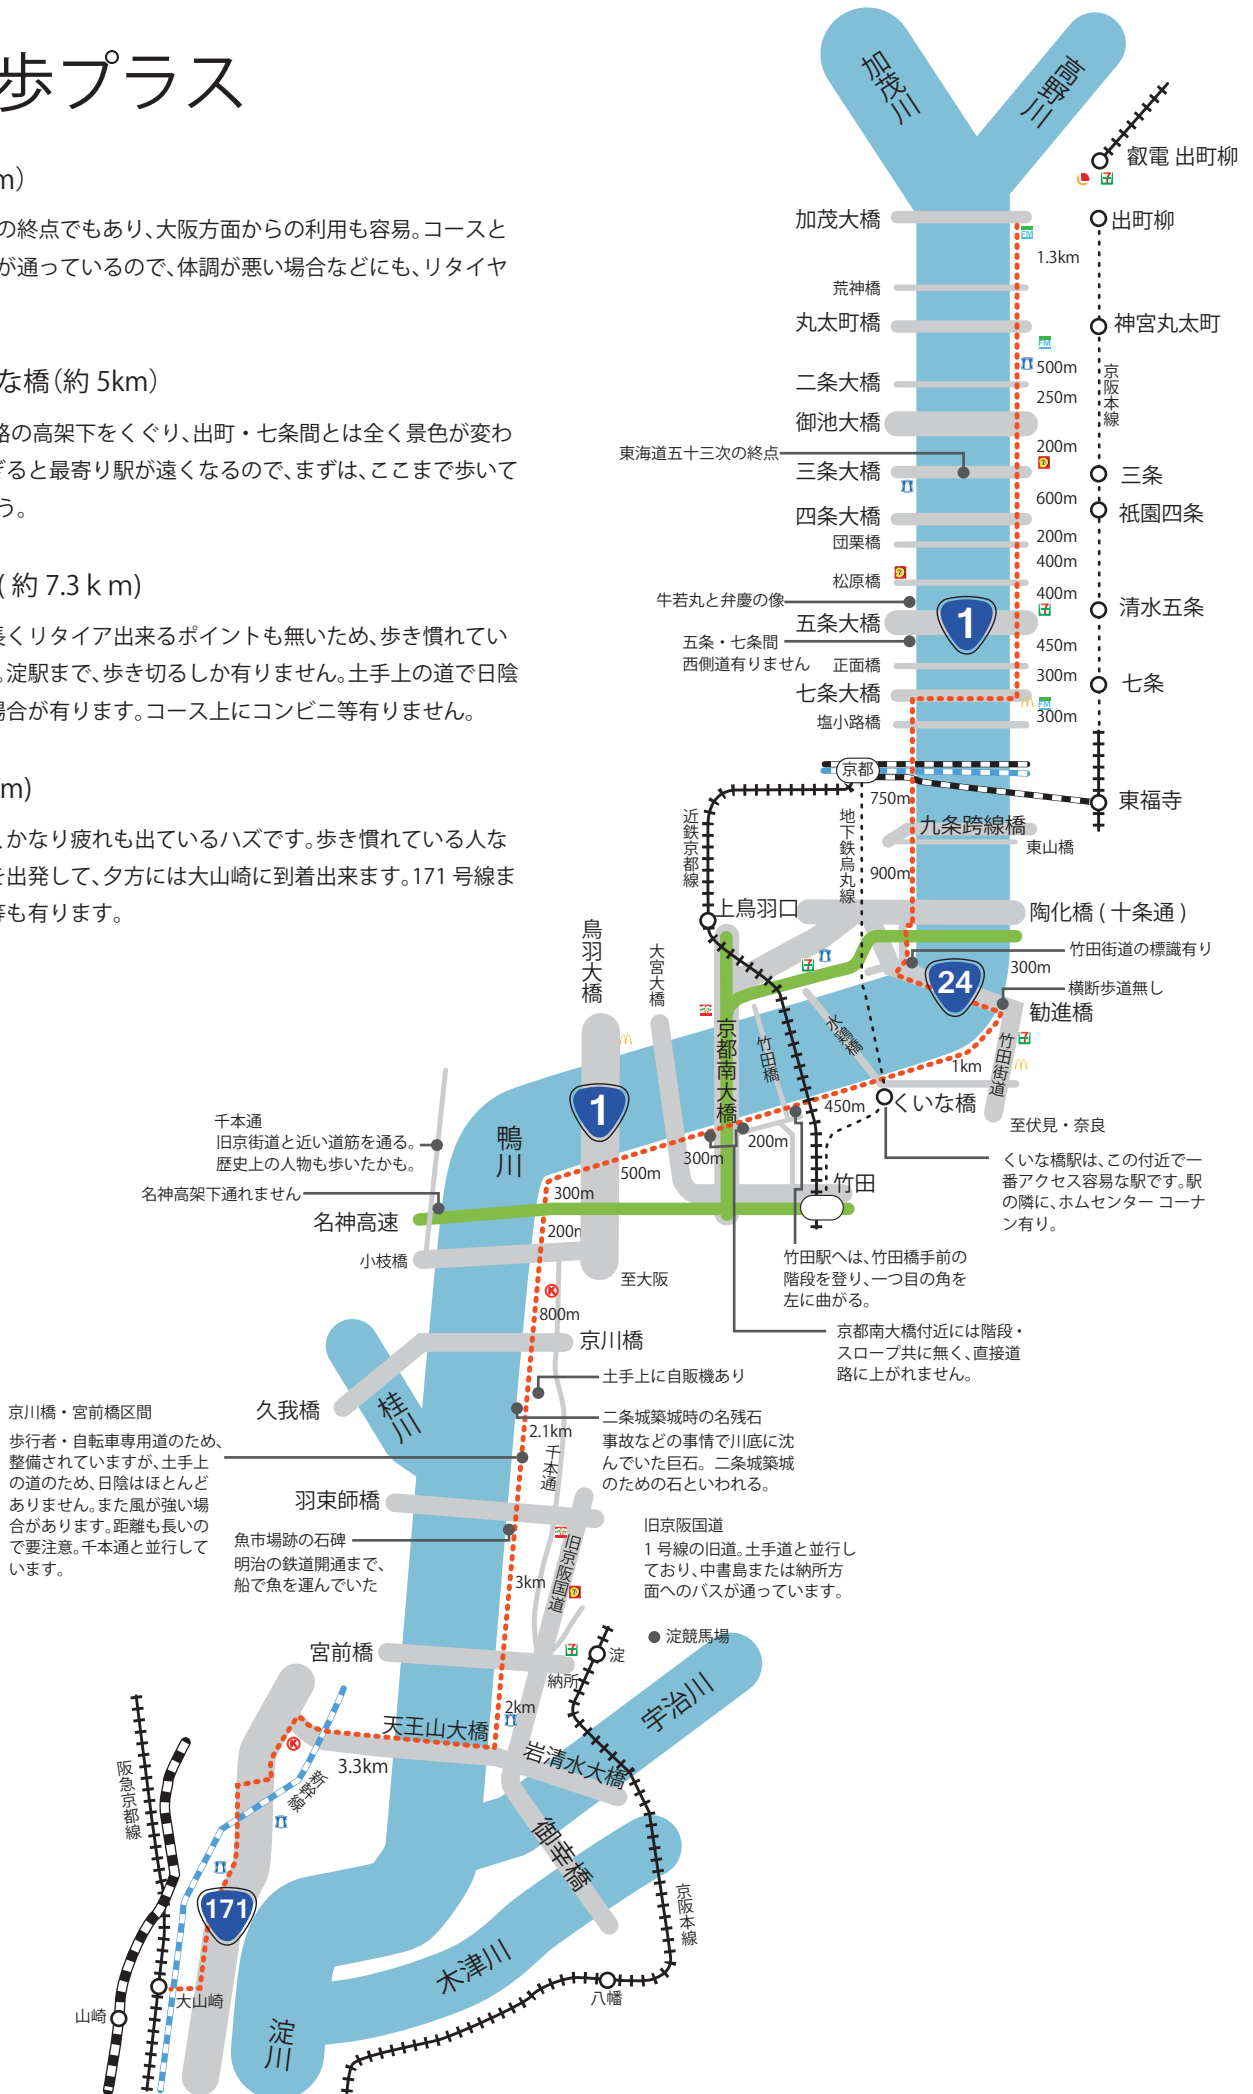 歩プラス
m）
の終点でもあり、大阪方面からの利用も容易。コースと
が通っているので、体調が悪い場合などにも、リタイヤ
な橋（約 5km）
路の高架下をくぐり、出町・七条間とは全く景色が変わ
ぎると最寄り駅が遠くなるので、まずは、ここまで歩いて
う。
( 約 7.3ｋm)
長くリタイア出来るポイントも無いため、歩き慣れてい
。淀駅まで、歩き切るしか有りません。土手上の道で日陰
場合が有ります。コース上にコンビニ等有りません。
m)
、かなり疲れも出ているハズです。歩き慣れている人な
を出発して、夕方には大山崎に到着出来ます。171 号線ま
等も有ります。
加茂川
高野川
叡電 出町柳
加茂大橋
出町柳
1.3km
荒神橋
丸太町橋
神宮丸太町
500m
二条大橋
250m
京阪本線
御池大橋
200m
東海道五十三次の終点
三条大橋
三条
600m
四条大橋
祇園四条
200m
団栗橋
400m
松原橋
400m
牛若丸と弁慶の像
清水五条
五条大橋
1
五条・七条間
西側道有りません
450m
正面橋
300m
七条大橋
七条
300m
塩小路橋
京都
750m
東福寺
近鉄京都線
地下鉄烏丸線
九条跨線橋
東山橋
900m
上鳥羽口
陶化橋 ( 十条通 )
竹田街道の標識有り
300m
24
横断歩道無し
勧進橋
鳥羽大橋
大宮大橋
京都南大橋
竹田橋
水鶏橋
竹田街道
1km
450m
くいな橋
至伏見・奈良
200m
300m
500m
1
千本通
旧京街道と近い道筋を通る。
歴史上の人物も歩いたかも。
鴨川
名神高架下通れません
300m
竹田
くいな橋駅は、この付近で一
番アクセス容易な駅です。駅
の隣に、ホムセンター コーナ
ン有り。
名神高速
200m
小枝橋
至大阪
竹田駅へは、竹田橋手前の
階段を登り、一つ目の角を
左に曲がる。
800m
京川橋
京都南大橋付近には階段・
スロープ共に無く、直接道
路に上がれません。
土手上に自販機あり
久我橋
桂川
二条城築城時の名残石
事故などの事情で川底に沈
んでいた巨石。二条城築城
のための石といわれる。
京川橋・宮前橋区間
歩行者・自転車専用道のため、
整備されていますが、土手上
の道のため、日陰はほとんど
ありません。また風が強い場
合があります。距離も長いの
で要注意。千本通と並行して
います。
2.1km
千本通
羽束師橋
魚市場跡の石碑
明治の鉄道開通まで、
船で魚を運んでいた
旧京阪国道
旧京阪国道
1 号線の旧道。土手道と並行し
ており、中書島または納所方
面へのバスが通っています。
3km
淀競馬場
宮前橋
淀
納所
2km
宇治川
天王山大橋
3.3km
岩清水大橋
新幹線
阪急京都線
御幸橋
171
京阪本線
木津川
八幡
大山崎
山崎
淀川